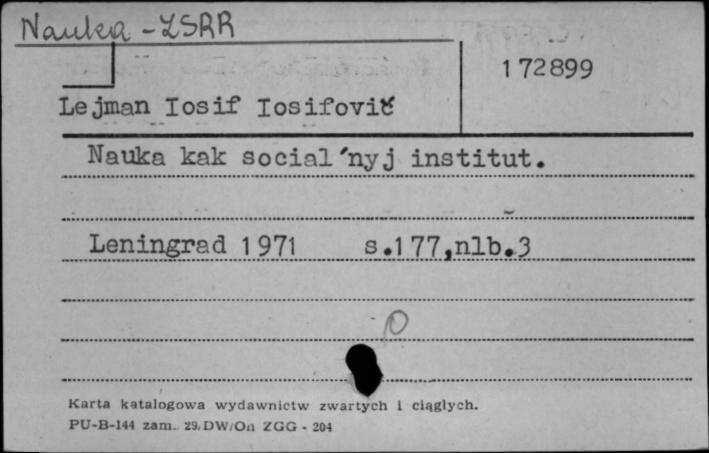 Nauka - ZSRR
172899
Lejman Iosif Iosifovič
Nauka kak social'nyj institut.
Leningrad 1971 s.177,nlb.3
Karta katalogowa wydawnictw zwartych i ciągłych.
PU-B-144 zam. 29/DW/On ZGG - 204